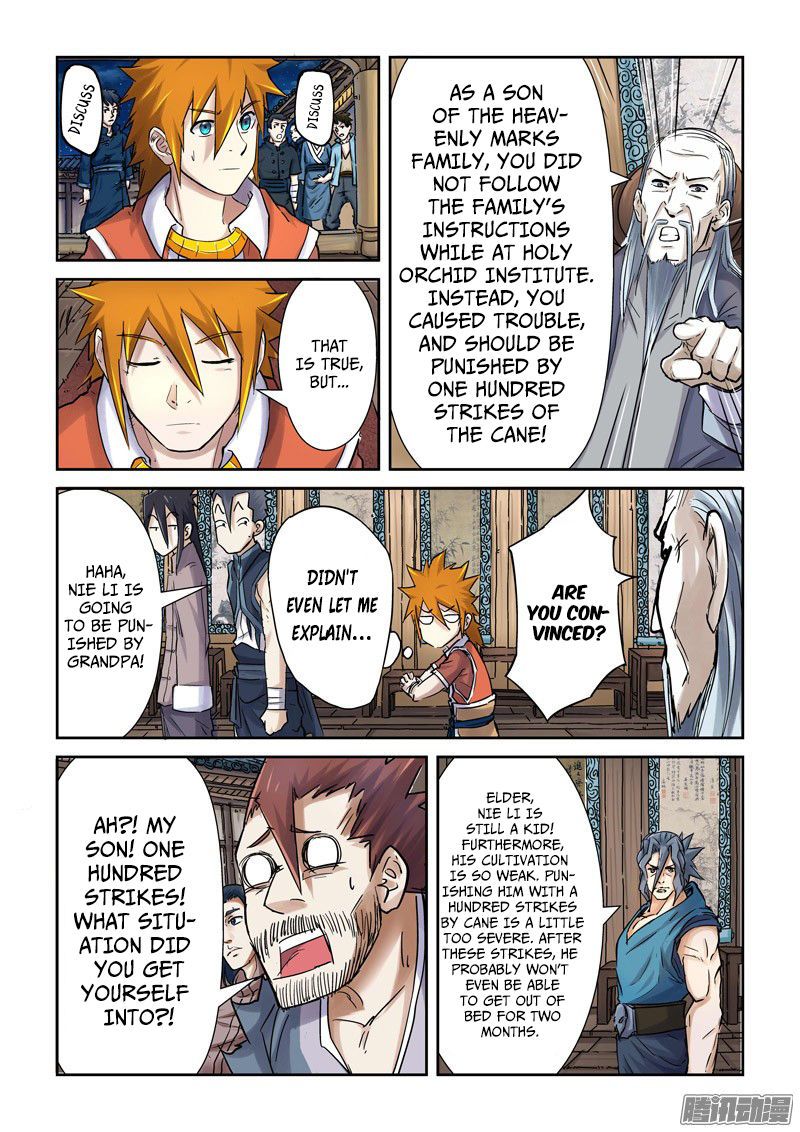 DISCUSS
DISCUSS
AS A SON
OF THE HEAV-
ENLY MARKS
FAMILY, YOU DID
NOT FOLLOW
THE FAMILY'S
INSTRUCTIONS
WHILE AT HOLY
ORCHID INSTITUTE.
INSTEAD, YOU
CAUSED TROUBLE,
AND SHOULD BE
PUNISHED BY
ONE HUNDRED
STRIKES OF
THE CANE!
THAT
IS TRUE,
BUT...
HAHA,
NIE LI IS
GOING
TO BE PUN-
ISHED BY
GRANDPA!
DIDN'T
EVEN LET ME
EXPLAIN...
ARE
YOU CON-
VINCED?
AH?! MY
SON! ONE
HUNDRED
STRIKES!
WHAT SITU-
ATION DID
YOU GET
YOURSELF
INTO?!
ELDER,
NIE LI IS
STILL A KID!
FURTHERMORE,
HIS CULTIVATION
IS SO WEAK. PUN-
ISHING HIM WITH A
HUNDRED STRIKES
BY CANE IS A LITTLE
TOO SEVERE. AFTER
THESE STRIKES, HE
PROBABLY WON'T
EVEN BE ABLE
TO GET OUT OF
BED FOR TWO
MONTHS.
腾讯动漫